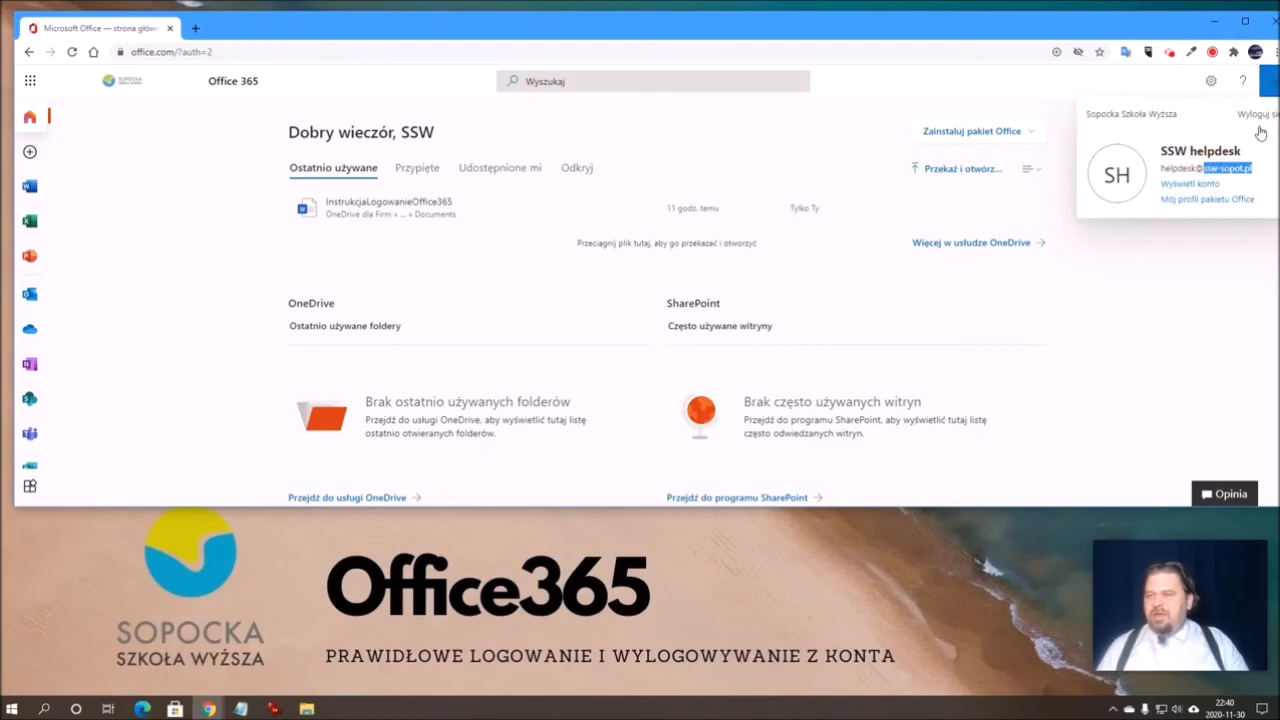 Microsoft Office — strona główn
office.com/?auth=2
SOPOCKA
SZKOŁA WYŻSZA
Office 365
Wyszukaj
Sopocka Szkoła Wyższa
Wyloguj si
SH
SSW helpdesk
helpdesk@ssw-sopot.pl
Wyświetl konto
Mój profil pakietu Office
Dobry wieczór, SSW
Zainstaluj pakiet Office
Ostatnio używane Przypięte Udostępnione mi Odkryj
Przekaż i otwórz...
InstrukcjaLogowanieOffice365
OneDrive dla Firm » ... » Documents
11 godz. temu
Tylko Ty
Przeciągnij plik tutaj, aby go przekazać i otworzyć
Więcej w usłudze OneDrive
OneDrive
Ostatnio używane foldery
Brak ostatnio używanych folderów
Przejdź do usługi OneDrive, aby wyświetlić tutaj listę
ostatnio otwieranych folderów.
Przejdź do usługi OneDrive
SharePoint
Często używane witryny
Brak często używanych witryn
Przejdź do programu SharePoint, aby wyświetlić tutaj listę
często odwiedzanych witryn.
Przejdź do programu SharePoint
Opinia
SOPOCKA
SZKOŁA WYŻSZA
Office365
PRAWIDŁOWE LOGOWANIE I WYLOGOWYWANIE Z KONTA
22:40
2020-11-30